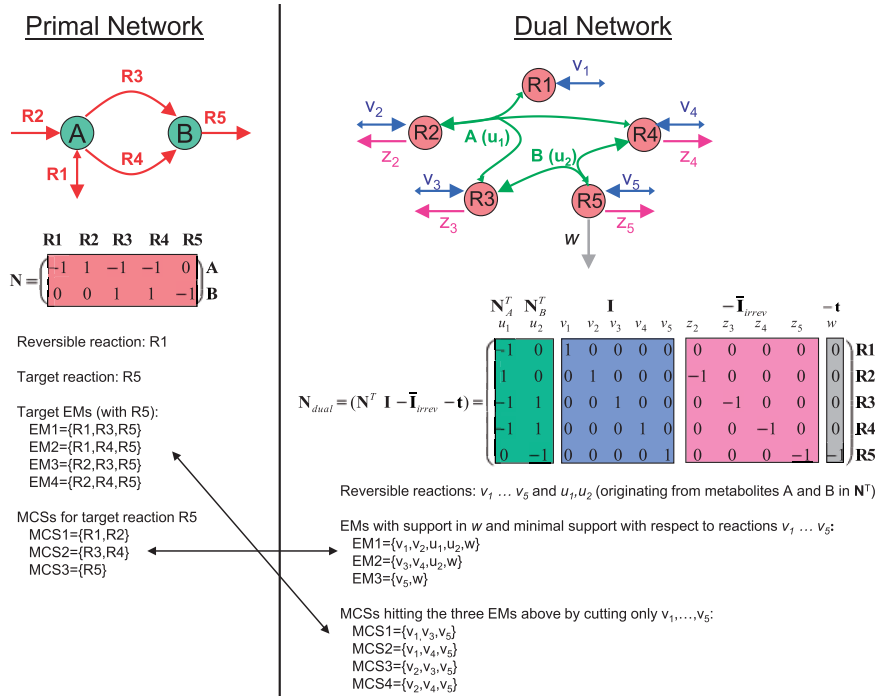 Primal Network
R3
R2
A
B
R5
R4
R1
R1 R2 R3 R4 R5
N = ( -1 1 -1 -1 0 ) A
0 0 1 1 -1 B
Reversible reaction: R1
Target reaction: R5
Target EMs (with R5):
EM1={R1,R3,R5}
EM2={R1,R4,R5}
EM3={R2,R3,R5}
EM4={R2,R4,R5}
MCSs for target reaction R5
MCS1={R1,R2}
MCS2={R3,R4}
MCS3={R5}
Dual Network
R1
v1
v2
R2
z2
A (u1)
v4
R4
z4
B (u2)
v3
R3
z3
v5
R5
z5
w
N^T_A N^T_B I −Ī_irrev −t
u1 u2 v1 v2 v3 v4 v5 z2 z3 z4 z5 w
-1 0 1 0 0 0 0 0 0 0 0 0 R1
1 0 0 1 0 0 0 −1 0 0 0 0 R2
N_dual = (N^T I −Ī_irrev −t) = -1 1 0 0 1 0 0 0 −1 0 0 0 R3
-1 1 0 0 0 1 0 0 0 −1 0 0 R4
0 -1 0 0 0 0 1 0 0 0 −1 −1 R5
Reversible reactions: v1 … v5 and u1,u2 (originating from metabolites A and B in N^T)
EMs with support in w and minimal support with respect to reactions v1 … v5:
EM1={v1,v2,u1,u2,w}
EM2={v3,v4,u2,w}
EM3={v5,w}
MCSs hitting the three EMs above by cutting only v1,…,v5:
MCS1={v1,v3,v5}
MCS2={v1,v4,v5}
MCS3={v2,v3,v5}
MCS4={v2,v4,v5}